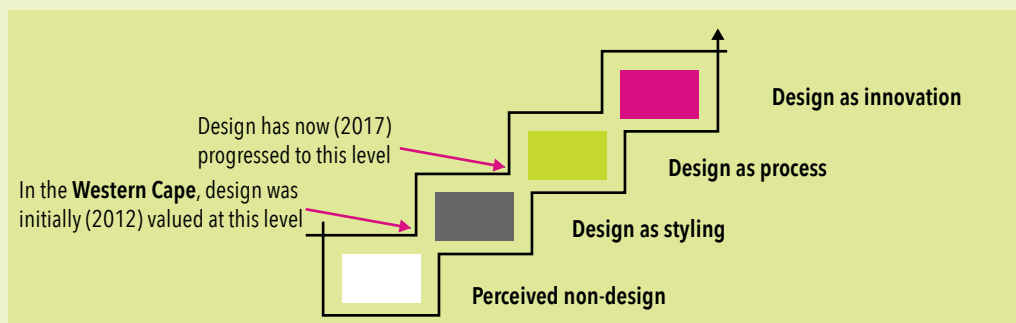 Design as innovation
Design has now (2017)
progressed to this level
Design as process
In the Western Cape, design was
initially (2012) valued at this level
Design as styling
Perceived non-design